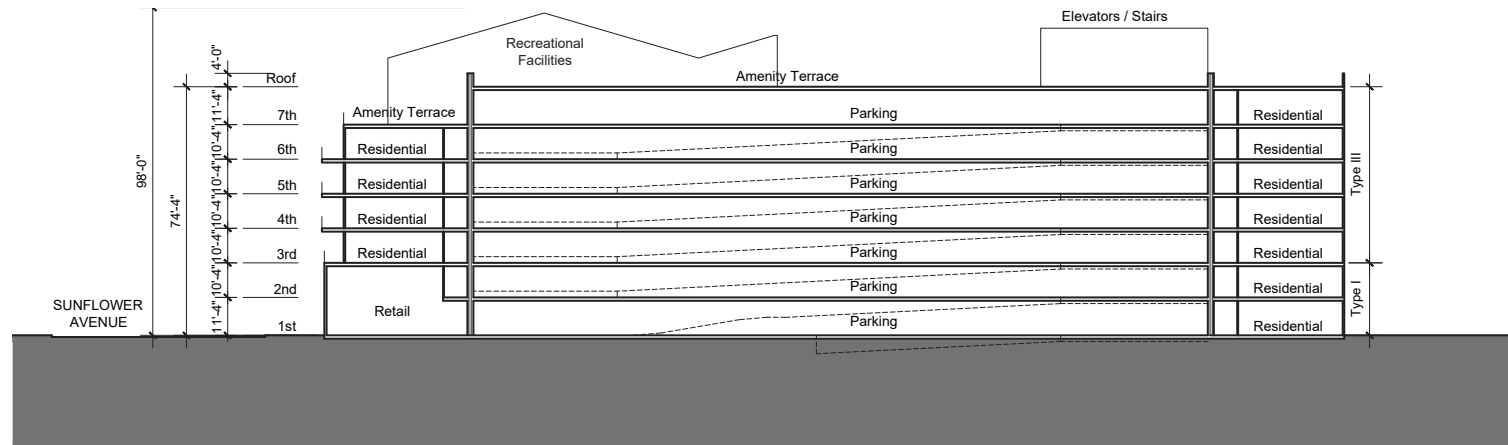 Elevators / Stairs
Recreational
Facilities
4'-0"
Roof
Amenity Terrace
11'-4"
7th
Amenity Terrace
Parking
Residential
98'-0"
10'-4"
Residential
Parking
Residential
6th
74'-4"
10'-4"
Residential
Parking
Residential
5th
Type III
10'-4"
Residential
Parking
Residential
4th
10'-4"
Residential
Parking
Residential
3rd
10'-4"
Parking
Residential
2nd
Type I
SUNFLOWER
AVENUE
Retail
11'-4"
Parking
Residential
1st